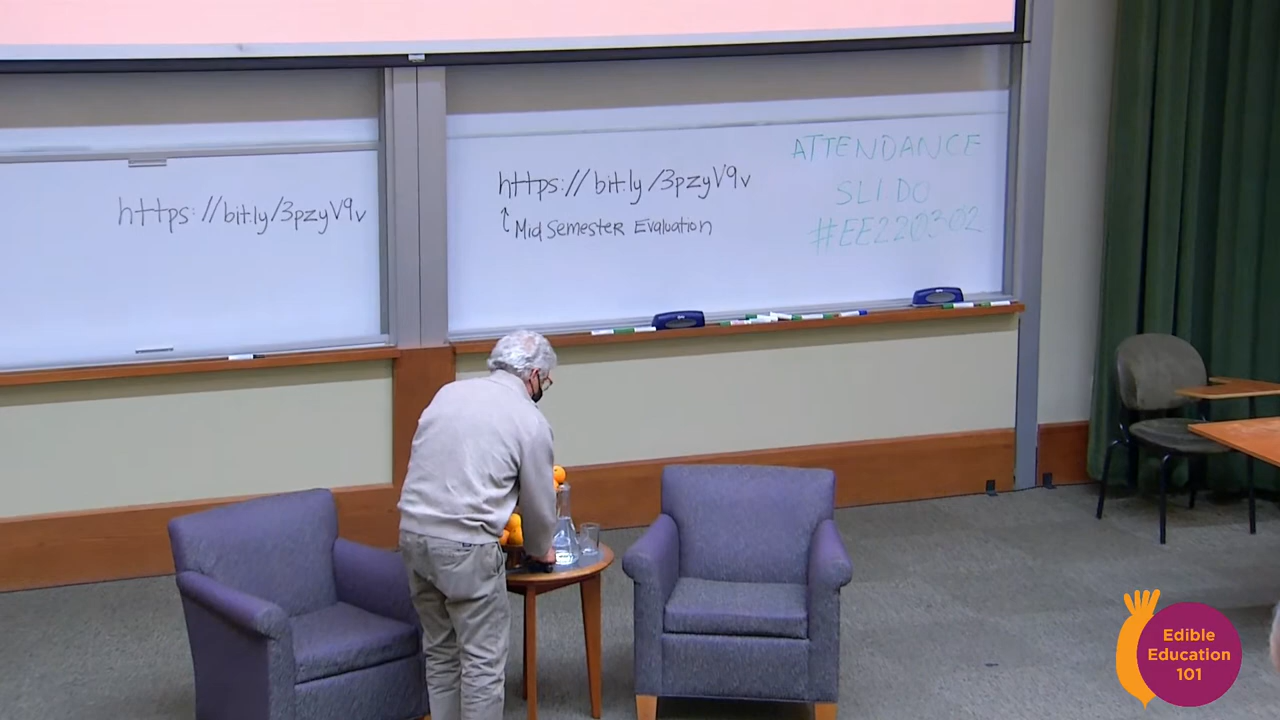 https://bit.ly/3pzyV9v
https://bit.ly/3pzyV9v
Mid Semester Evaluation
ATTENDANCE
SLI.DO
#EE220302
Edible
Education
101